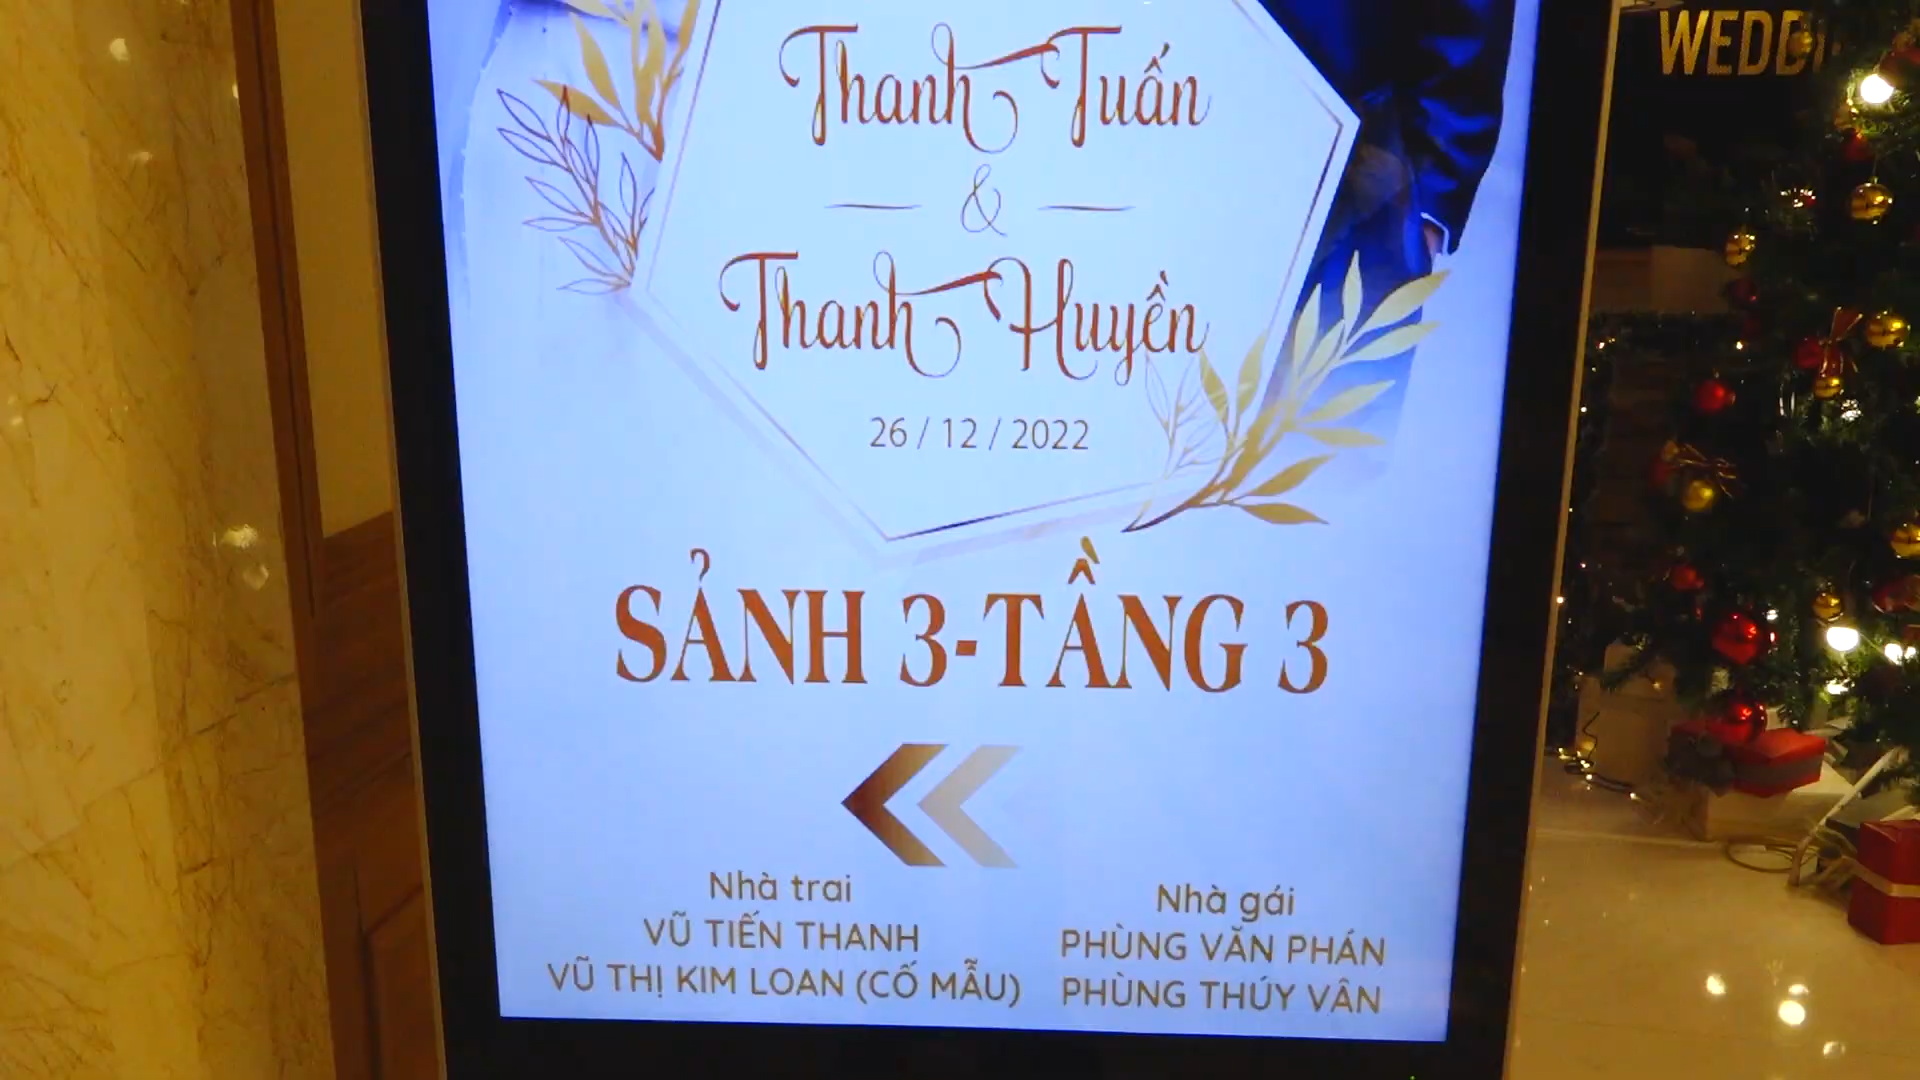 Thanh Tuấn
&
Thanh Huyền
26 / 12 / 2022
SẢNH 3-TẦNG 3
Nhà trai
VŨ TIẾN THANH
VŨ THỊ KIM LOAN (CỐ MẪU)
Nhà gái
PHÙNG VĂN PHÁN
PHÙNG THÚY VÂN